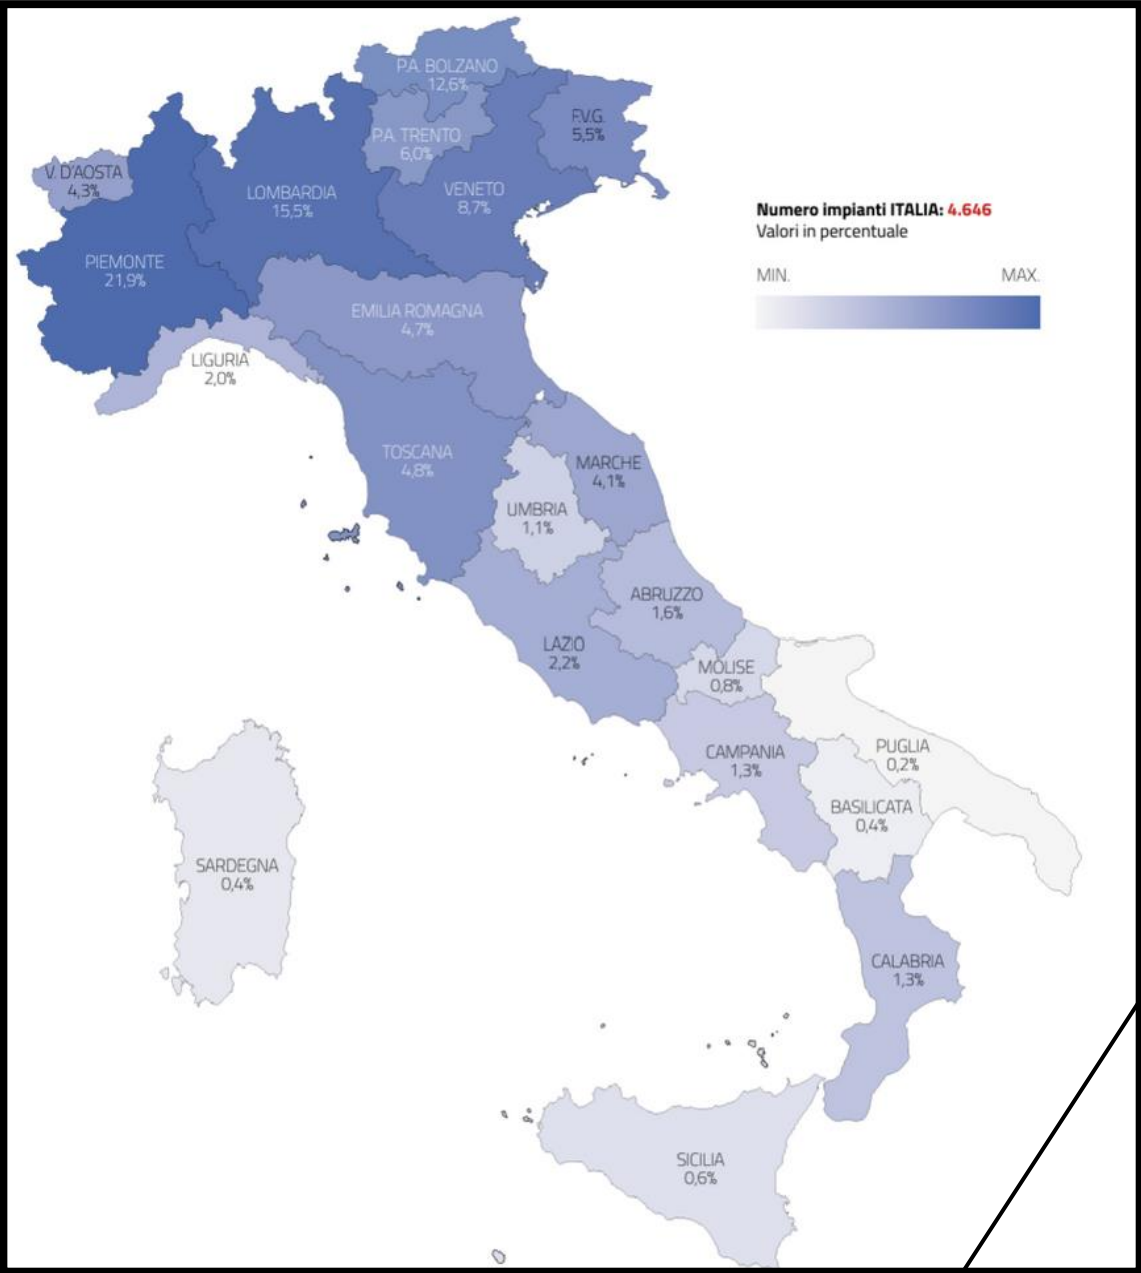 P.A. BOLZANO
12,6%
P.A. TRENTO
6,0%
F.V.G.
5,5%
V. D'AOSTA
4,3%
LOMBARDIA
15,5%
VENETO
8,7%
PIEMONTE
21,9%
EMILIA ROMAGNA
4,7%
LIGURIA
2,0%
Numero impianti ITALIA: 4.646
Valori in percentuale
MIN.
MAX.
TOSCANA
4,8%
MARCHE
4,1%
UMBRIA
1,1%
ABRUZZO
1,6%
LAZIO
2,2%
MOLISE
0,8%
CAMPANIA
1,3%
PUGLIA
0,2%
BASILICATA
0,4%
SARDEGNA
0,4%
CALABRIA
1,3%
SICILIA
0,6%